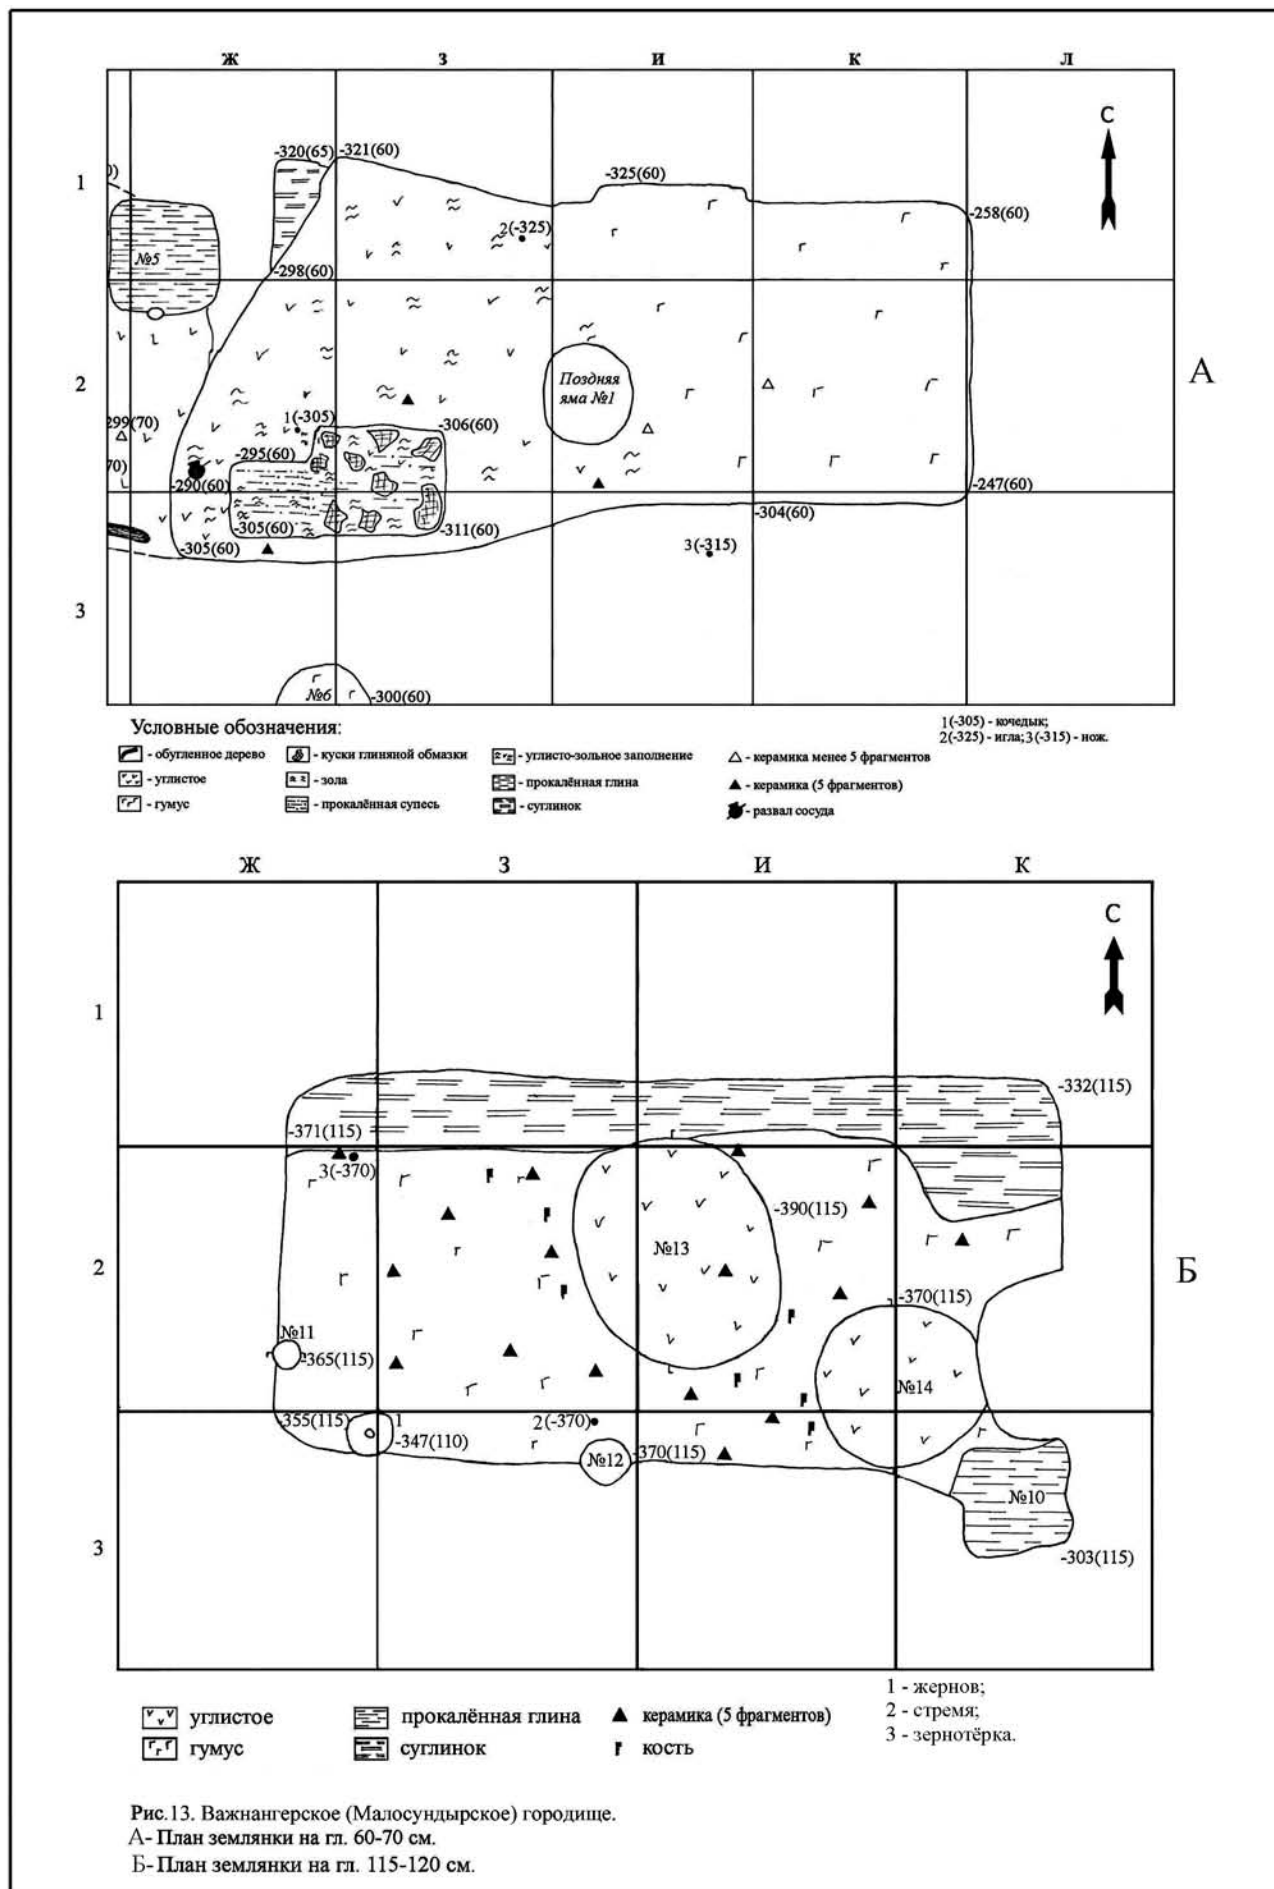 Ж З И К Л
С
-320(65) -321(60)
-325(60)
1
-258(60)
2(-325)
№5
-298(60)
Поздняя
яма №1
2
А
299(70)
1(-305)
-306(60)
-295(60)
70)
-290(60)
-247(60)
-305(60)
-311(60)
-304(60)
-305(60)
3(-315)
3
№6
-300(60)
Условные обозначения:
1(-305) - кочедык;
2(-325) - игла; 3(-315) - нож.
- обугленное дерево
- куски глиняной обмазки
- углисто-зольное заполнение
- керамика менее 5 фрагментов
- углистое
- зола
- прокалённая глина
- керамика (5 фрагментов)
- гумус
- прокалённая супесь
- суглинок
- развал сосуда
Ж З И К
С
1
-332(115)
-371(115)
3(-370)
-390(115)
№13
2
Б
-370(115)
№11
-365(115)
№14
-355(115)
1
-347(110)
2(-370)
-370(115)
№12
№10
3
-303(115)
углистое
прокалённая глина
керамика (5 фрагментов)
гумус
суглинок
кость
1 - жернов;
2 - стремя;
3 - зернотёрка.
Рис.13. Важнангерское (Малосундырское) городище.
А- План землянки на гл. 60-70 см.
Б- План землянки на гл. 115-120 см.